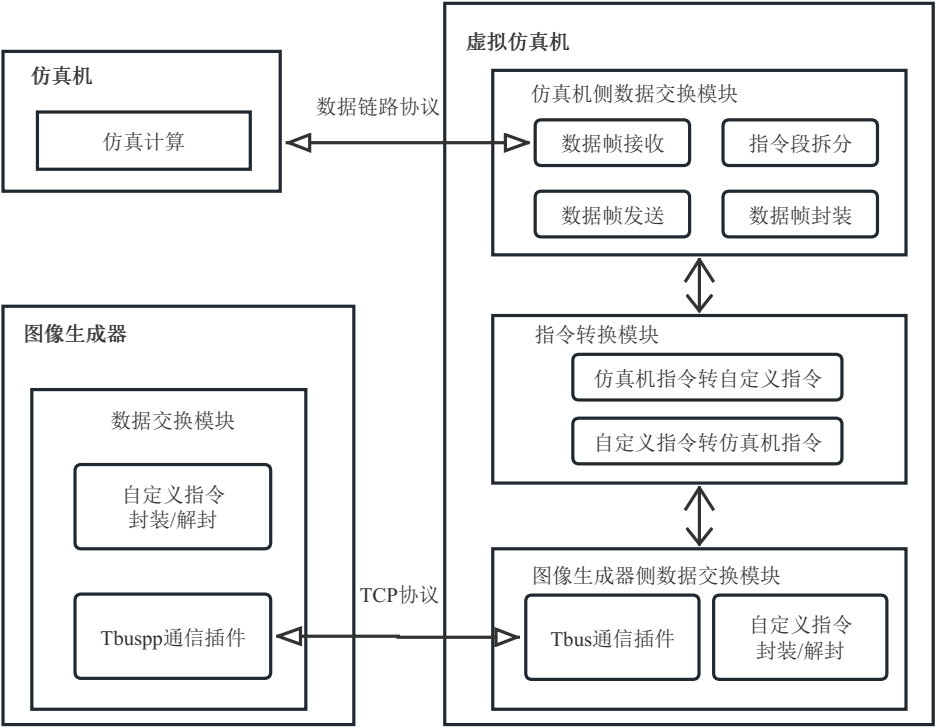 仿真机
仿真计算
数据链路协议
虚拟仿真机
仿真机侧数据交换模块
数据帧接收
指令段拆分
数据帧发送
数据帧封装
指令转换模块
仿真机指令转自定义指令
自定义指令转仿真机指令
图像生成器
数据交换模块
自定义指令
封装/解封
Tbuspp通信插件
TCP协议
图像生成器侧数据交换模块
Tbus通信插件
自定义指令
封装/解封